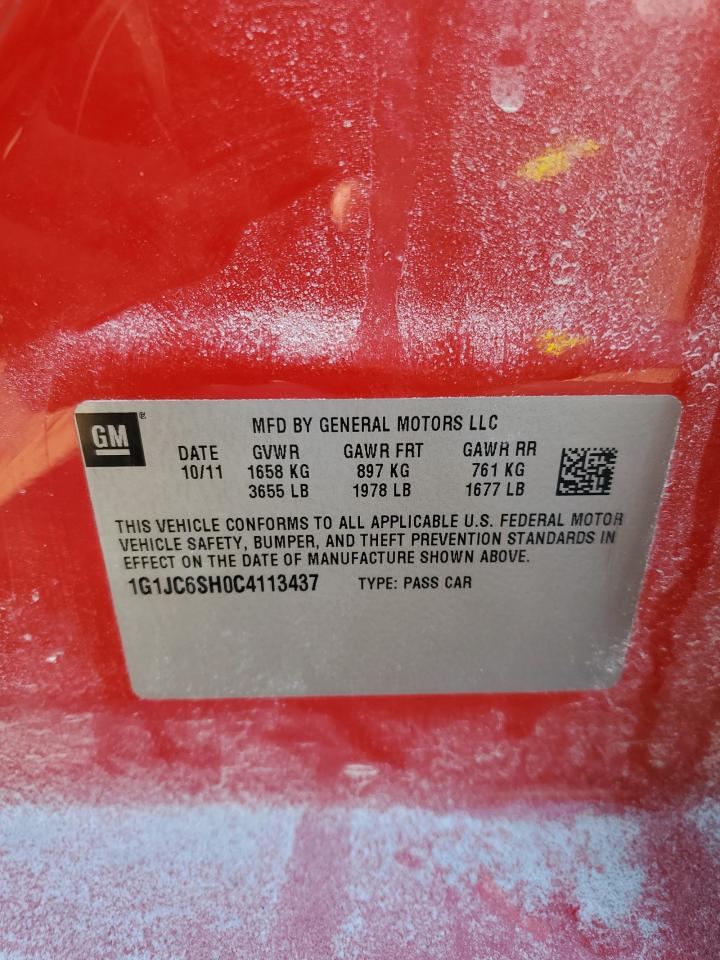 GM ®
MFD BY GENERAL MOTORS LLC
DATE GVWR GAWR FRT GAWR RR
10/11 1658 KG 897 KG 761 KG
3655 LB 1978 LB 1677 LB
THIS VEHICLE CONFORMS TO ALL APPLICABLE U.S. FEDERAL MOTOR
VEHICLE SAFETY, BUMPER, AND THEFT PREVENTION STANDARDS IN
EFFECT ON THE DATE OF MANUFACTURE SHOWN ABOVE.
1G1JC6SH0C4113437 TYPE: PASS CAR